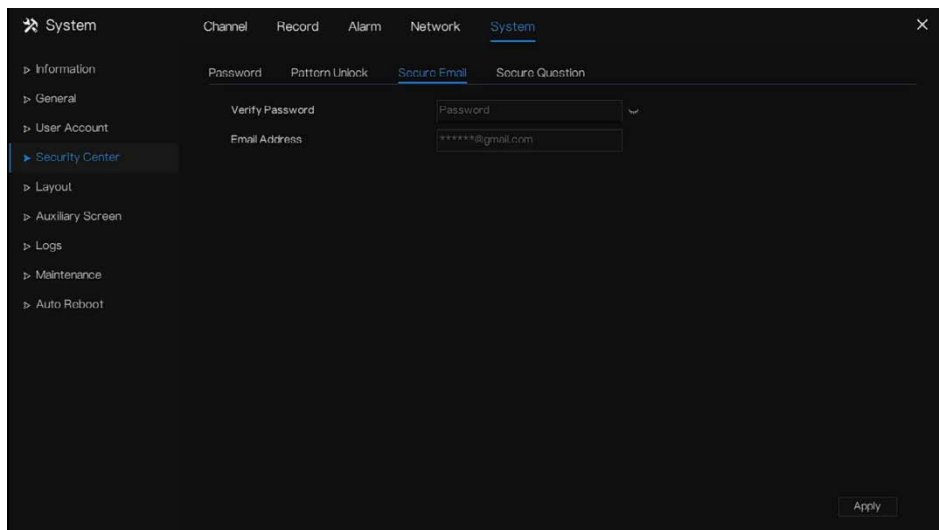 System
Channel Record Alarm Network System
Information
General
User Account
Security Center
Layout
Auxiliary Screen
Logs
Maintenance
Auto Reboot
Password Pattern Unlock Secure Email Secure Question
Verify Password Password
Email Address ******@gmail.com
Apply